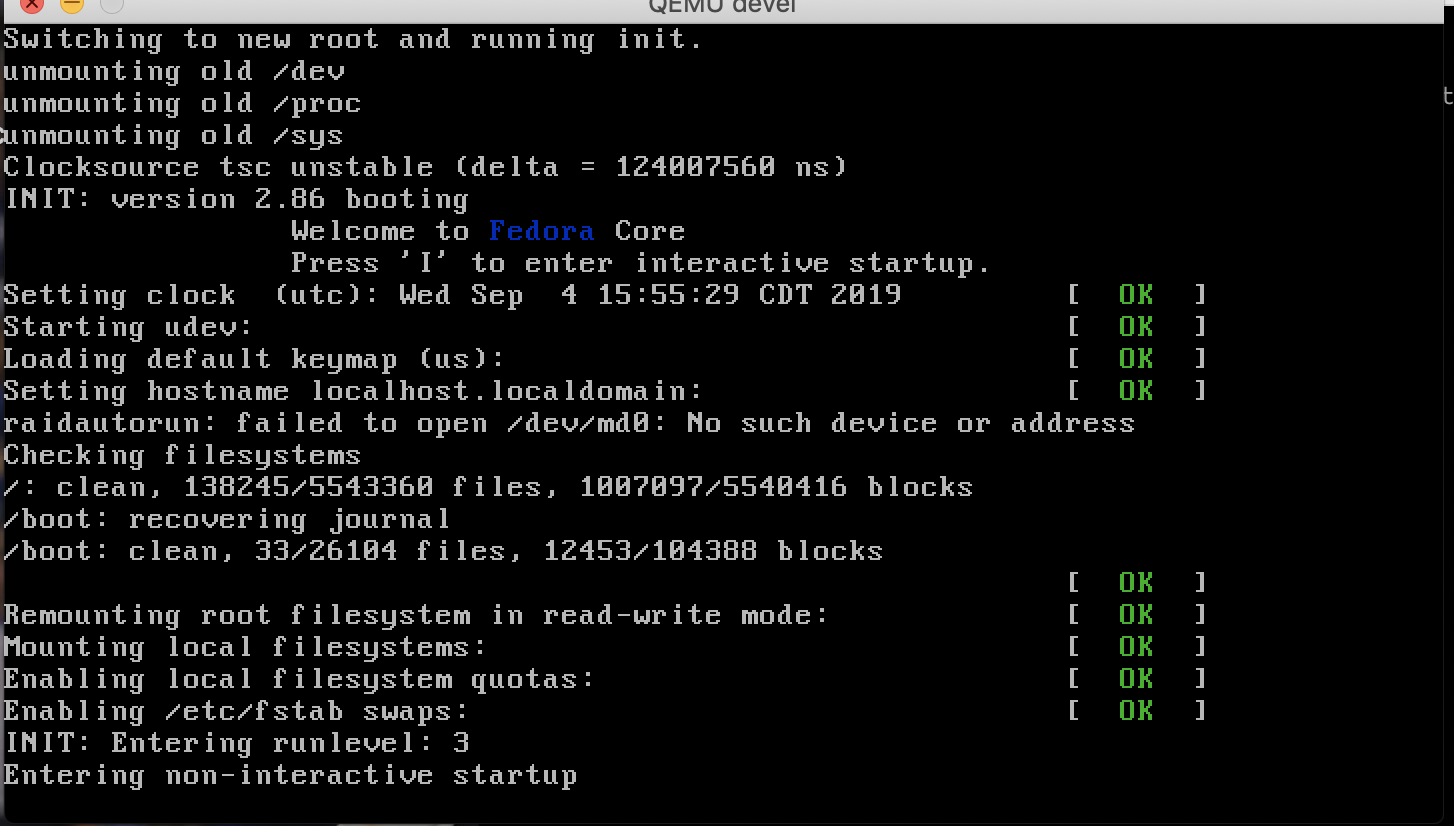 QEMU devel
Switching to new root and running init.
unmounting old /dev
unmounting old /proc
unmounting old /sys
Clocksource tsc unstable (delta = 124007560 ns)
INIT: version 2.86 booting
Welcome to Fedora Core
Press 'I' to enter interactive startup.
Setting clock  (utc): Wed Sep  4 15:55:29 CDT 2019 [  OK  ]
Starting udev: [  OK  ]
Loading default keymap (us): [  OK  ]
Setting hostname localhost.localdomain: [  OK  ]
raidautorun: failed to open /dev/md0: No such device or address
Checking filesystems
/: clean, 138245/5543360 files, 1007097/5540416 blocks
/boot: recovering journal
/boot: clean, 33/26104 files, 12453/104388 blocks
[  OK  ]
Remounting root filesystem in read-write mode: [  OK  ]
Mounting local filesystems: [  OK  ]
Enabling local filesystem quotas: [  OK  ]
Enabling /etc/fstab swaps: [  OK  ]
INIT: Entering runlevel: 3
Entering non-interactive startup